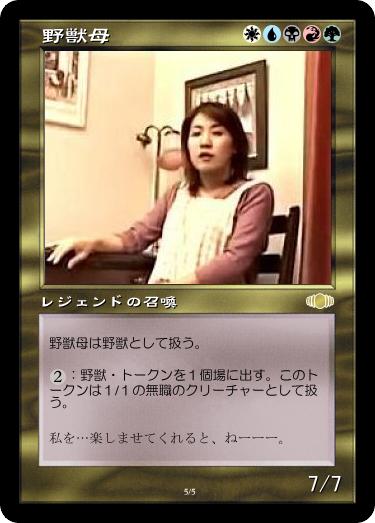 野獣母
レジェンドの召喚
野獣母は野獣として扱う。
2：野獣・トークンを１個場に出す。このト
ークンは１/１の無職のクリーチャーとして扱
う。
私を…楽しませてくれると、ねーーー。
7/7
5/5